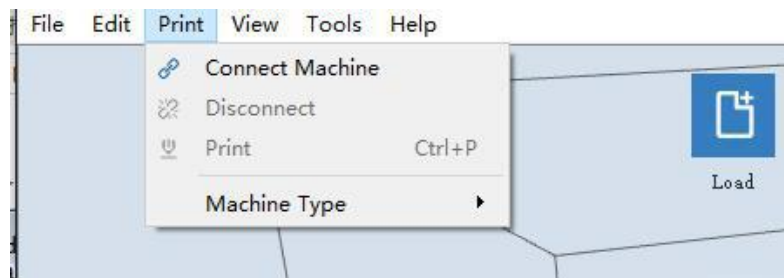 File Edit Print View Tools Help
Connect Machine
Disconnect
Print Ctrl+P
Machine Type
Load